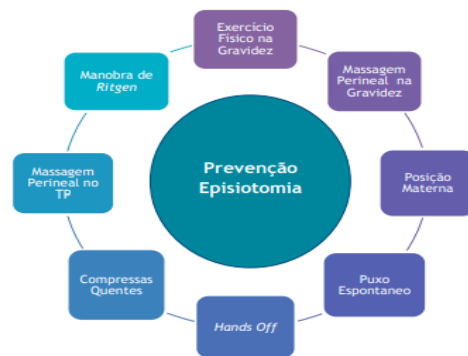 Exercício
Físico na
Gravidez
Massagem
Perineal na
Gravidez
Posição
Materna
Puxo
Espontaneo
Hands Off
Compressas
Quentes
Massagem
Perineal no
TP
Manobra de
Ritgen
Prevenção
Episiotomia